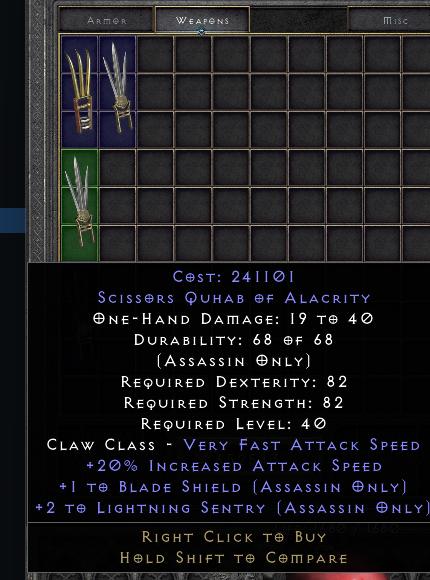 Armor
Weapons
Misc
Cost: 241101
Scissors Quhab of Alacrity
One-Hand Damage: 19 to 40
Durability: 68 of 68
(Assassin Only)
Required Dexterity: 82
Required Strength: 82
Required Level: 40
Claw Class - Very Fast Attack Speed
+20% Increased Attack Speed
+1 to Blade Shield (Assassin Only)
+2 to Lightning Sentry (Assassin Only)
Right Click to Buy
Hold Shift to Compare